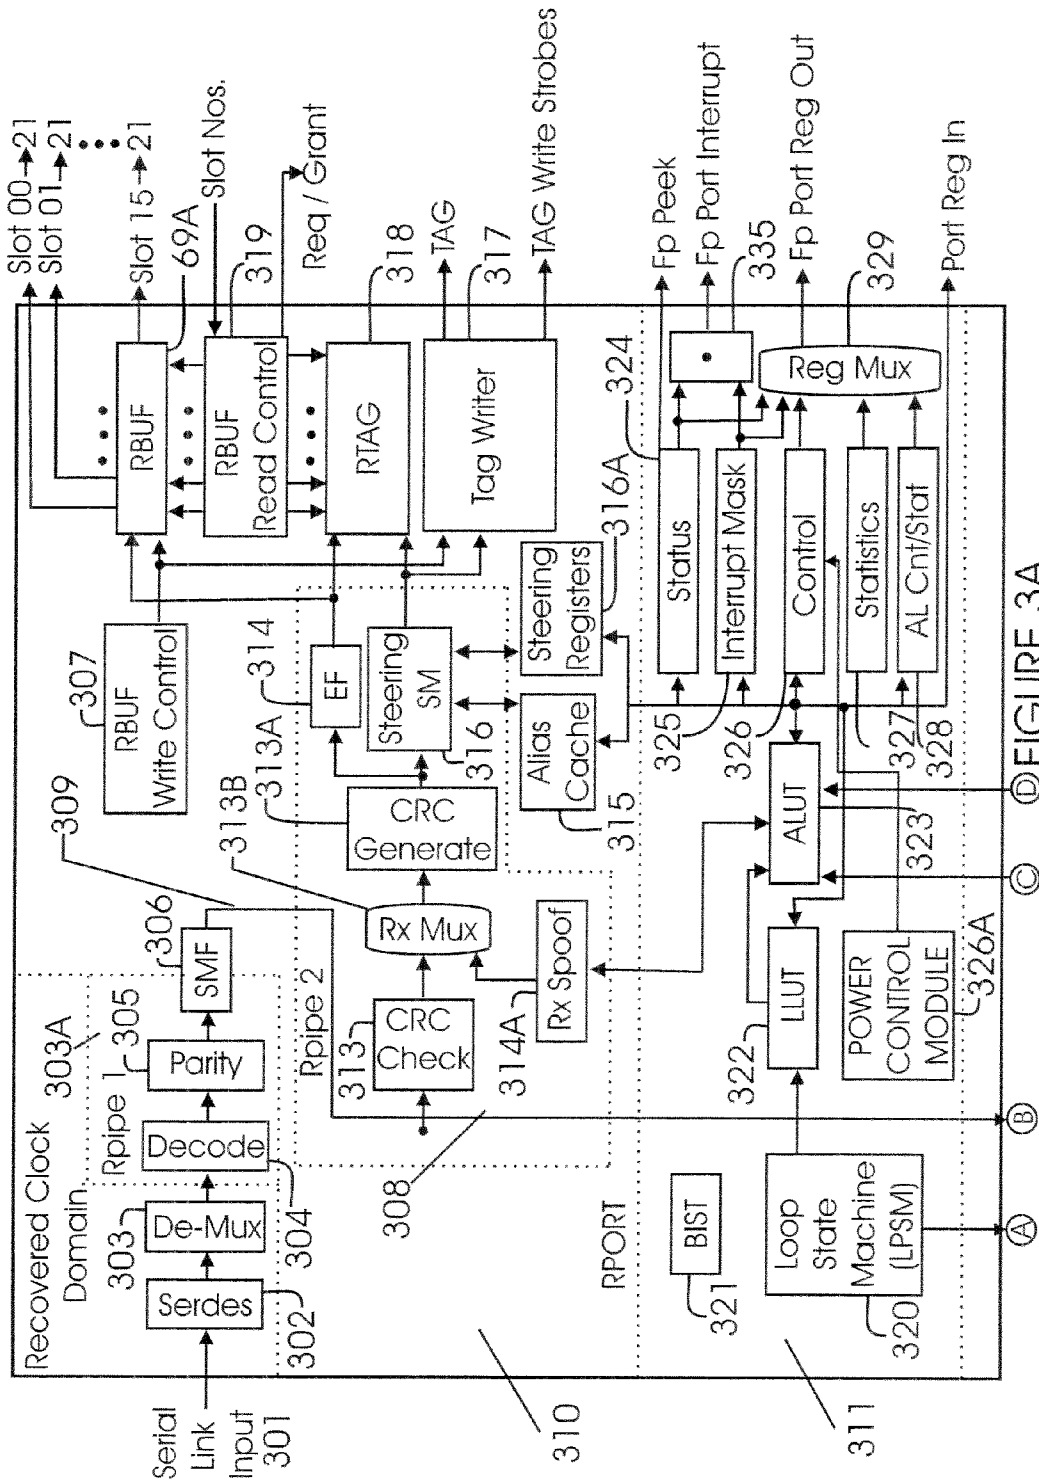 Slot 00→21
Slot 01→21
Slot 15→21
69A
Slot Nos.
319
Req / Grant
318
TAG
317
TAG Write Strobes
Fp Peek
Fp Port Interrupt
335
Fp Port Reg Out
329
Port Reg In
Recovered Clock
Domain
303A
303
Rpipe 1
305
306
309
307
RBUF
Write Control
RBUF
RBUF
Read Control
RTAG
Tag Writer
Serdes
De-Mux
Decode
Parity
SMF
Serial
Link
Input
301
302
304
308
Rpipe 2
313
CRC
Check
Rx Mux
313B
CRC
Generate
313A
EF
314
Steering
SM
316
Rx Spoof
314A
Alias
Cache
315
Steering
Registers
316A
324
RPORT
310
311
BIST
321
Loop
State
Machine
(LPSM)
320
LLUT
322
ALUT
323
POWER
CONTROL
MODULE
326A
Status
325
Interrupt Mask
326
Control
Statistics
327
AL Cnt/Stat
328
Reg Mux
A
B
C
D
FIGURE 3A